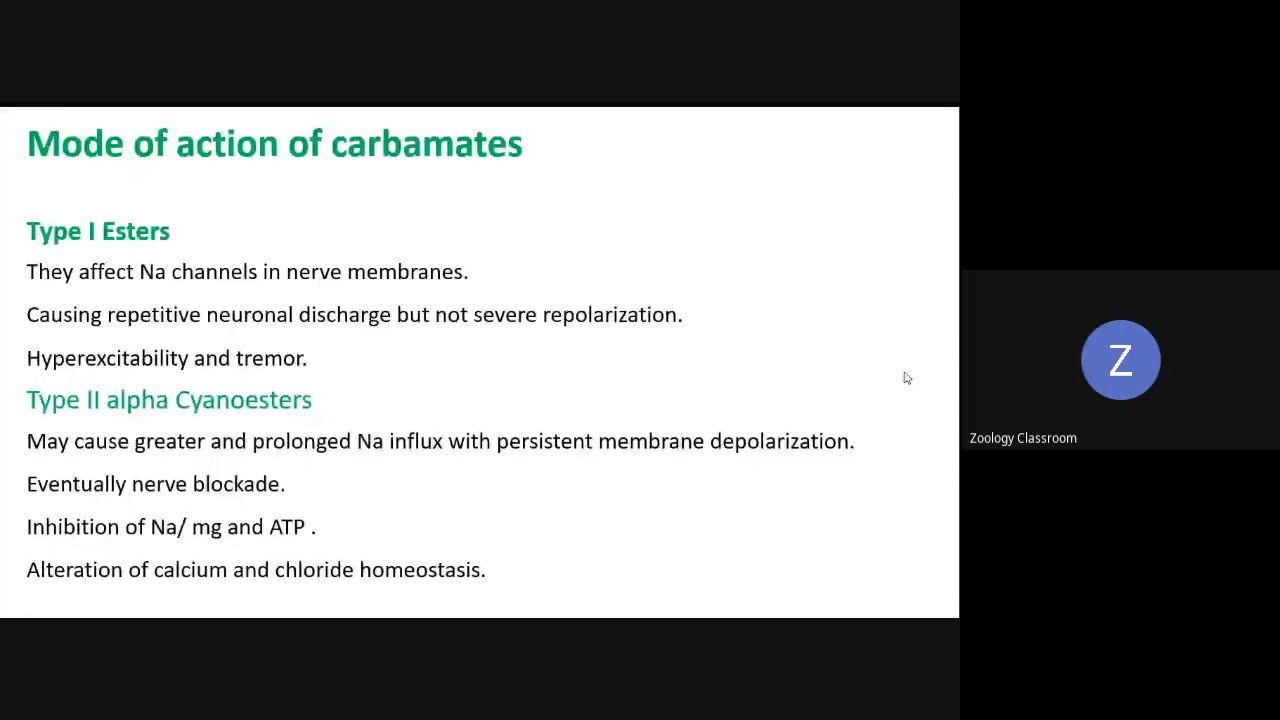 Mode of action of carbamates
Type I Esters
They affect Na channels in nerve membranes.
Causing repetitive neuronal discharge but not severe repolarization.
Hyperexcitability and tremor.
Type II alpha Cyanoesters
May cause greater and prolonged Na influx with persistent membrane depolarization.
Eventually nerve blockade.
Inhibition of Na/ mg and ATP .
Alteration of calcium and chloride homeostasis.
Z
Zoology Classroom